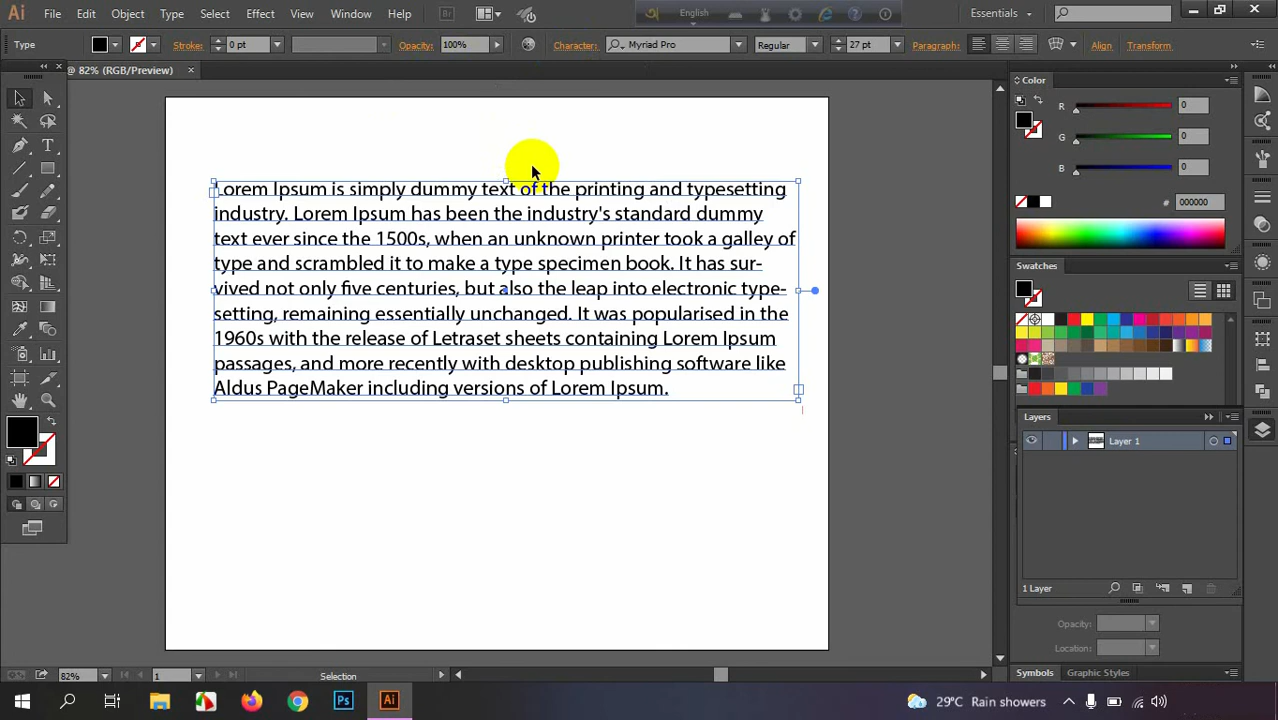 Ai File Edit Object Type Select Effect View Window Help Br English Essentials
Type Stroke: 0 pt Opacity: 100% Character: Myriad Pro Regular 27 pt Paragraph: Align Transform
@ 82% (RGB/Preview) ×
Color
R 0
G 0
B 0
# 000000
Swatches
Lorem Ipsum is simply dummy text of the printing and typesetting
industry. Lorem Ipsum has been the industry's standard dummy
text ever since the 1500s, when an unknown printer took a galley of
type and scrambled it to make a type specimen book. It has sur-
vived not only five centuries, but also the leap into electronic type-
setting, remaining essentially unchanged. It was popularised in the
1960s with the release of Letraset sheets containing Lorem Ipsum
passages, and more recently with desktop publishing software like
Aldus PageMaker including versions of Lorem Ipsum.
Layers
Layer 1
1 Layer
Opacity:
Location:
Symbols Graphic Styles
82% 1 Selection
Ps Ai 29°C Rain showers